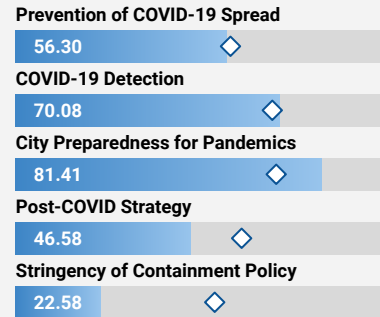 Prevention of COVID-19 Spread
56.30
COVID-19 Detection
70.08
City Preparedness for Pandemics
81.41
Post-COVID Strategy
46.58
Stringency of Containment Policy
22.58